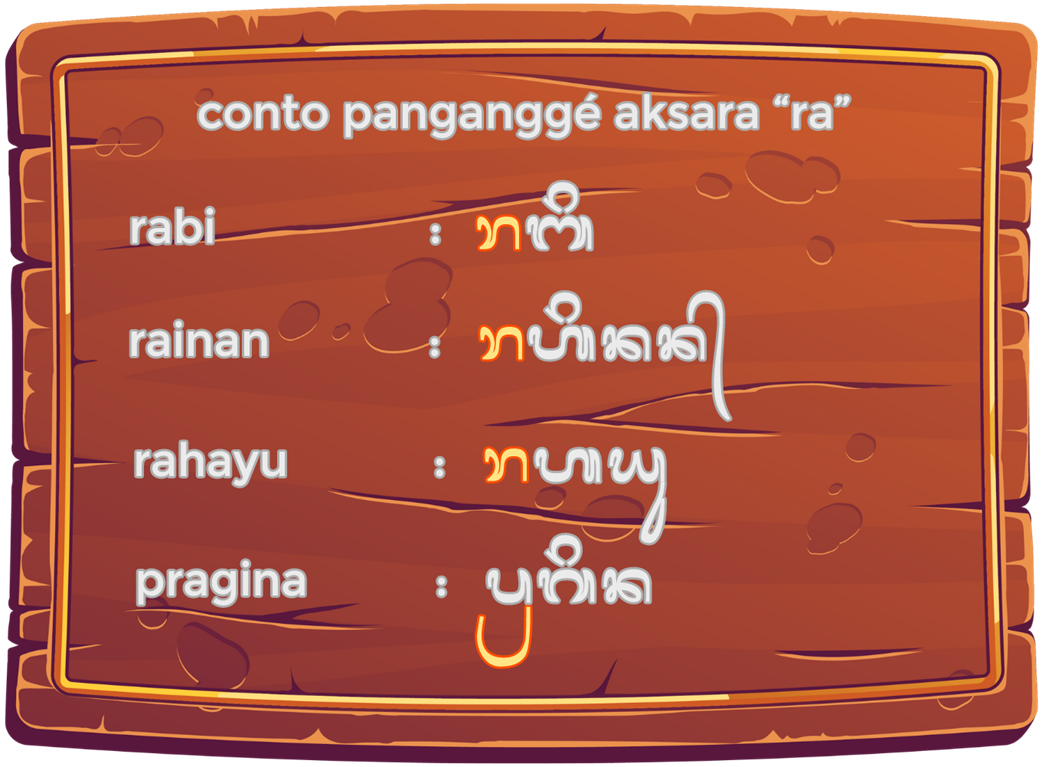 conto panganggé aksara “ra”
rabi : ᬭᬩᬶ
rainan : ᬭᬳᬶᬦᬦ᭄
rahayu : ᬭᬳᬬᬸ
pragina : ᬧ᭄ᬭᬕᬶᬦ